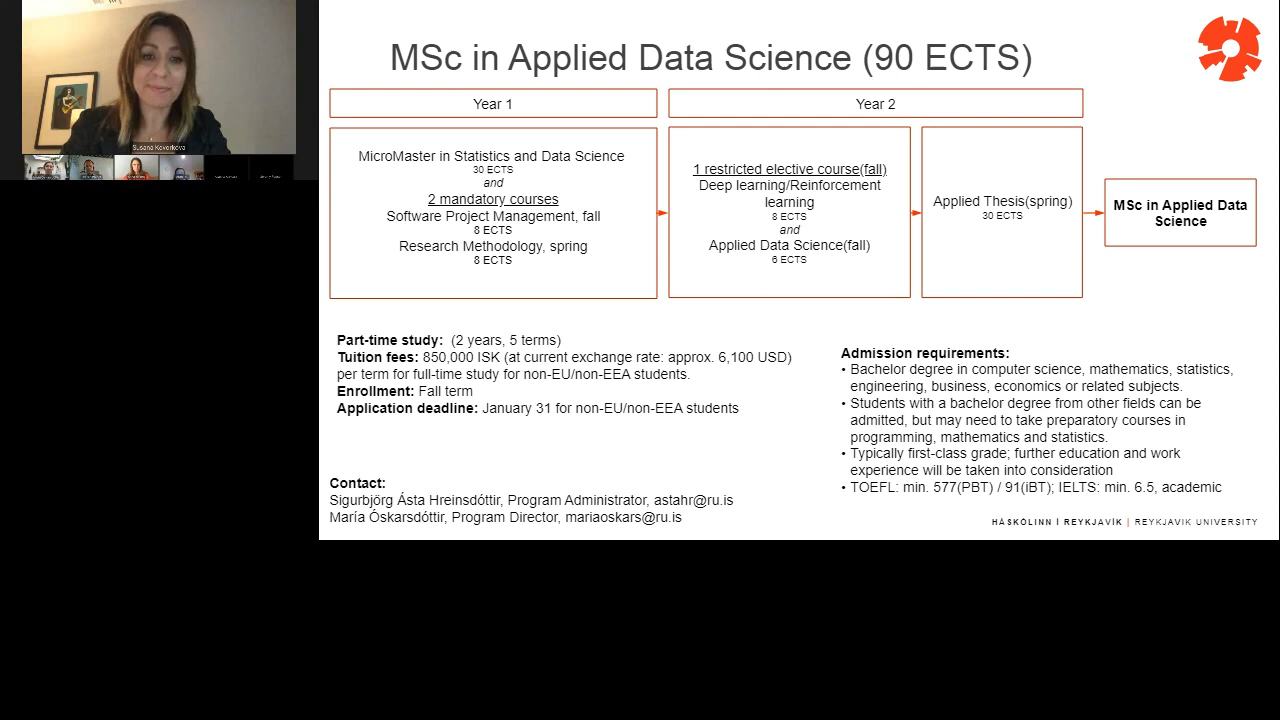 Susana Kevorkova
MSc in Applied Data Science (90 ECTS)
Year 1
Year 2
MicroMaster in Statistics and Data Science
30 ECTS
and
2 mandatory courses
Software Project Management, fall
8 ECTS
Research Methodology, spring
8 ECTS
1 restricted elective course(fall)
Deep learning/Reinforcement
learning
8 ECTS
and
Applied Data Science(fall)
6 ECTS
Applied Thesis(spring)
30 ECTS
MSc in Applied Data
Science
Part-time study: (2 years, 5 terms)
Tuition fees: 850,000 ISK (at current exchange rate: approx. 6,100 USD)
per term for full-time study for non-EU/non-EEA students.
Enrollment: Fall term
Application deadline: January 31 for non-EU/non-EEA students
Contact:
Sigurbjörg Ásta Hreinsdóttir, Program Administrator, astahr@ru.is
María Óskarsdóttir, Program Director, mariaoskars@ru.is
Admission requirements:
• Bachelor degree in computer science, mathematics, statistics,
engineering, business, economics or related subjects.
• Students with a bachelor degree from other fields can be
admitted, but may need to take preparatory courses in
programming, mathematics and statistics.
• Typically first-class grade; further education and work
experience will be taken into consideration
• TOEFL: min. 577(PBT) / 91(iBT); IELTS: min. 6.5, academic
HÁSKÓLINN Í REYKJAVÍK | REYKJAVIK UNIVERSITY